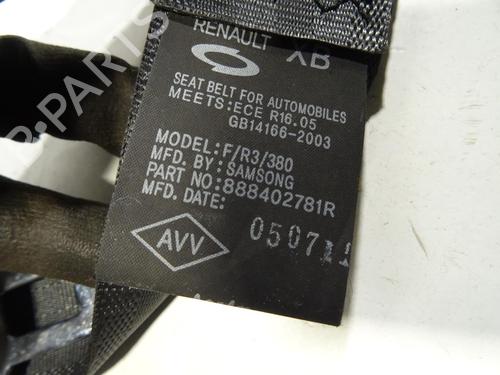 RENAULT
XB
SEAT BELT FOR AUTOMOBILES
MEETS:ECE R16.05
GB14166-2003
MODEL:F/R3/380
MFD. BY: SAMSONG
PART NO:888402781R
MFD. DATE:
050711
AVV